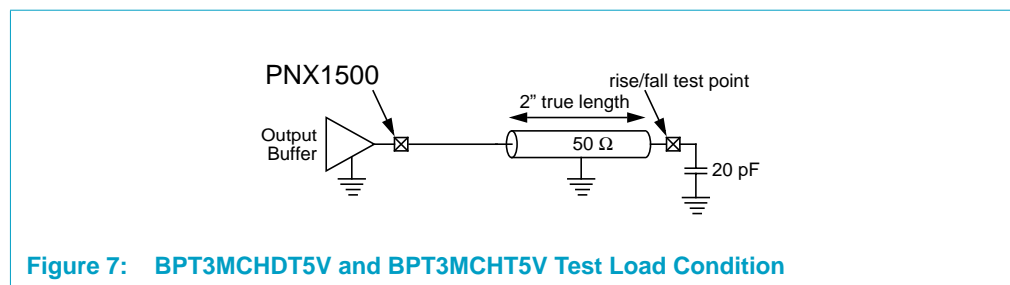 PNX1500
rise/fall test point
2” true length
Output
Buffer
50 Ω
20 pF
Figure 7: BPT3MCHDT5V and BPT3MCHT5V Test Load Condition